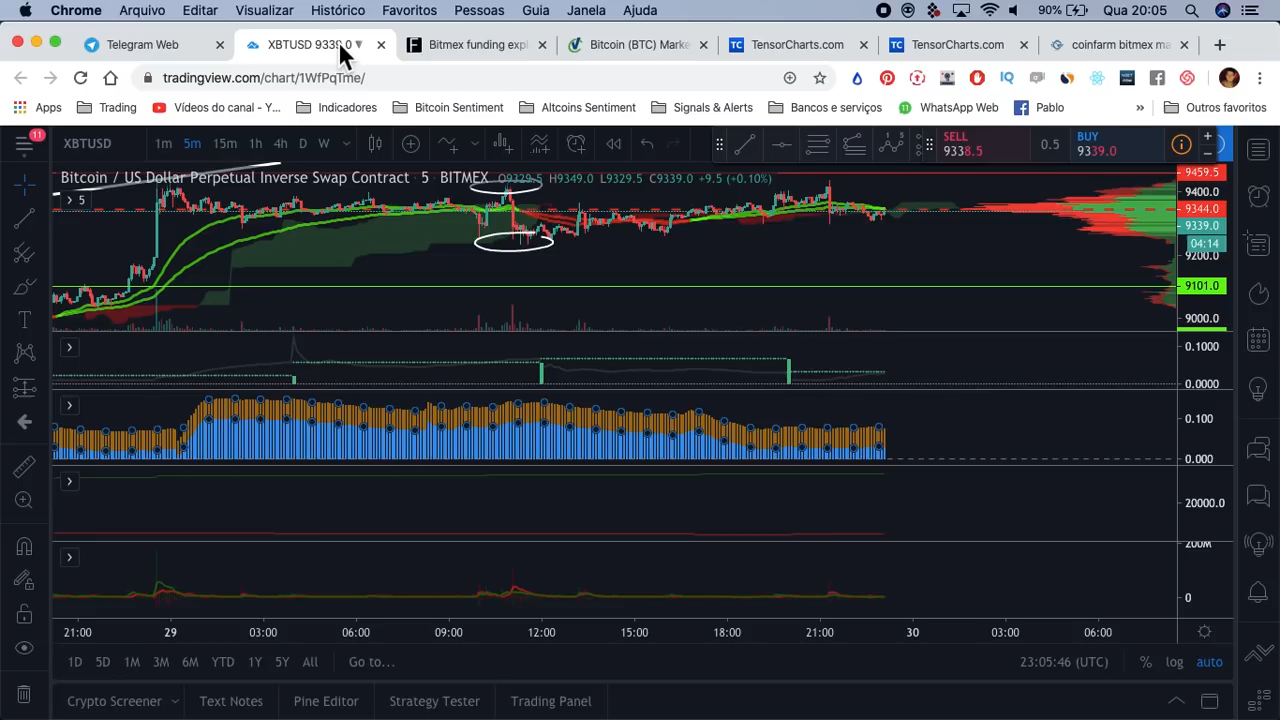 Chrome Arquivo Editar Visualizar Histórico Favoritos Pessoas Guia Janela Ajuda 90% Qua 20:05
Telegram Web XBTUSD 9339.0 ▼ Bitmex funding expl Bitcoin (BTC) Marke TensorCharts.com TensorCharts.com coinfarm bitmex ma
tradingview.com/chart/1WfPqTme/
Apps Trading Vídeos do canal - Y... Indicadores Bitcoin Sentiment Altcoins Sentiment Signals & Alerts Bancos e serviços WhatsApp Web Pablo » Outros favoritos
11 XBTUSD 1m 5m 15m 1h 4h D W SELL 9338.5 0.5 BUY 9339.0
Bitcoin / US Dollar Perpetual Inverse Swap Contract · 5 · BITMEX O9329.5 H9349.0 L9329.5 C9339.0 +9.5 (+0.10%)
5
9459.5
9400.0
9344.0
9339.0
04:14
9200.0
9101.0
9000.0
0.1000
0.0000
0.100
0.000
20000.0
200M
0
21:00 29 03:00 06:00 09:00 12:00 15:00 18:00 21:00 30 03:00 06:00
1D 5D 1M 3M 6M YTD 1Y 5Y All Go to... 23:05:46 (UTC) % log auto
Crypto Screener Text Notes Pine Editor Strategy Tester Trading Panel